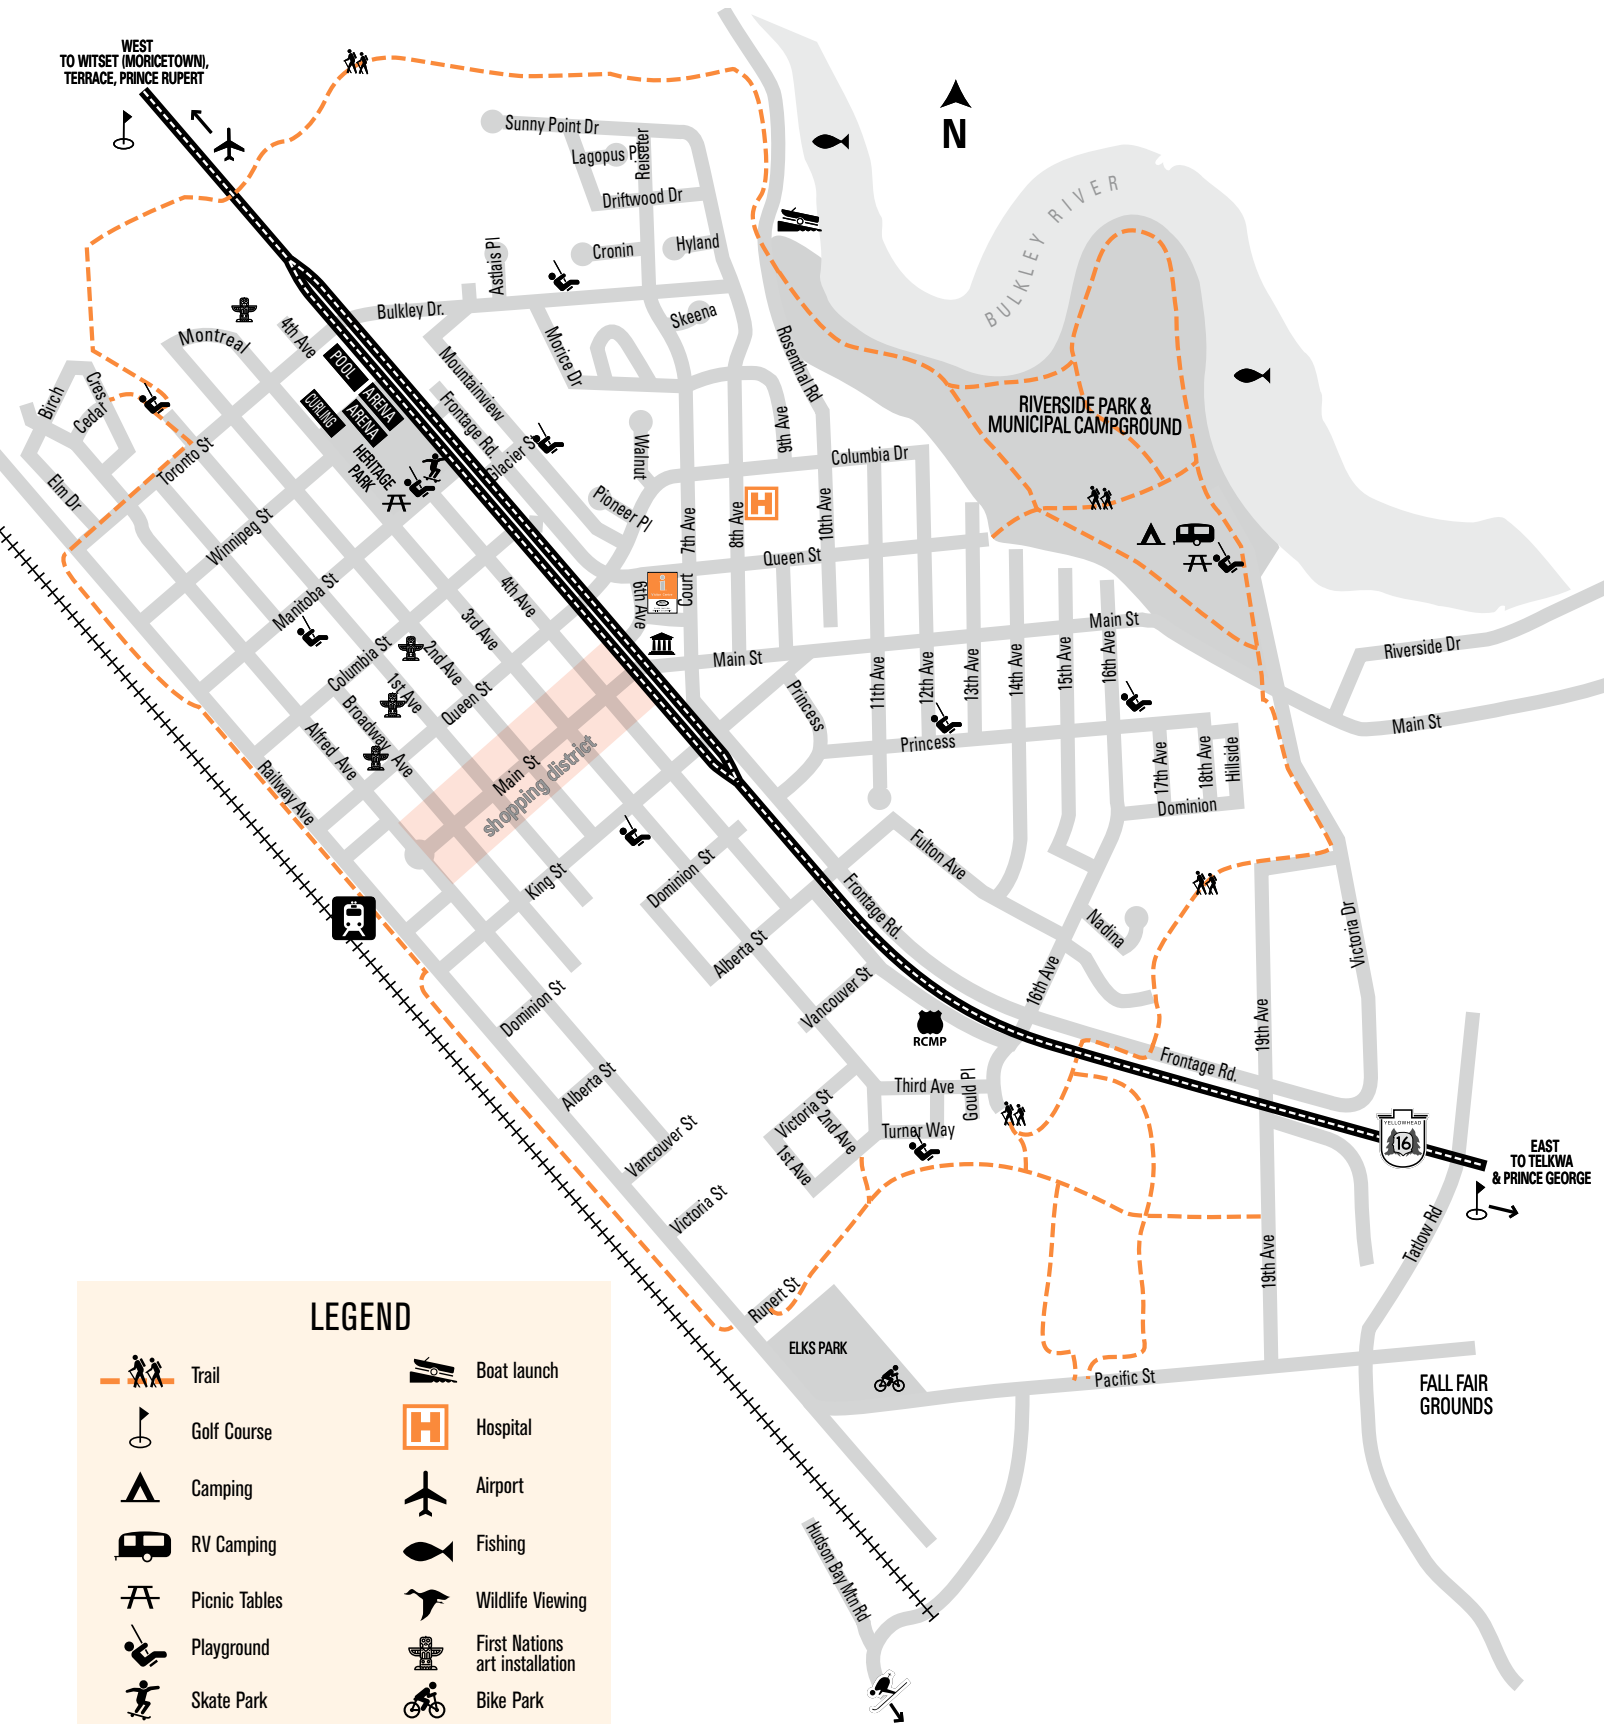 WEST
TO WITSET (MORICETOWN),
TERRACE, PRINCE RUPERT
N
Sunny Point Dr
Lagopus Pl
Reiseter
Driftwood Dr
Astlais Pl
Cronin
Hyland
BULKLEY RIVER
Bulkley Dr.
Skeena
Montreal
4th Ave
Morice Dr
Rosenthal Rd
POOL
ARENA
ARENA
CURLING
Mountainview
Frontage Rd.
Glacier S
Birch
Cres
Cedar
RIVERSIDE PARK &
MUNICIPAL CAMPGROUND
9th Ave
Walnut
Columbia Dr
Toronto St
HERITAGE
PARK
Elm Dr
Pioneer Pl
7th Ave
8th Ave
H
10th Ave
Winnipeg St
Queen St
Manitoba St
4th Ave
6th Ave
Court
3rd Ave
Main St
Columbia St
2nd Ave
1st Ave
Queen St
Main St
Riverside Dr
Princess
11th Ave
12th Ave
13th Ave
14th Ave
15th Ave
16th Ave
Broadway Ave
Alfred Ave
Main St
Princess
Main St
shopping district
17th Ave
18th Ave
Hillside
Railway Ave
Dominion
King St
Dominion St
Fulton Ave
Frontage Rd.
Nadina
Victoria Dr
Alberta St
Vancouver St
16th Ave
Dominion St
RCMP
19th Ave
Frontage Rd.
Alberta St
Third Ave
Gould Pl
Victoria St
2nd Ave
1st Ave
Turner Way
Vancouver St
YELLOWHEAD
16
EAST
TO TELKWA
& PRINCE GEORGE
Victoria St
Tatlow Rd
19th Ave
Rupert St
ELKS PARK
Pacific St
FALL FAIR
GROUNDS
Hudson Bay Mtn Rd
LEGEND
Trail
Boat launch
Golf Course
H
Hospital
Camping
Airport
RV Camping
Fishing
Picnic Tables
Wildlife Viewing
Playground
First Nations
art installation
Skate Park
Bike Park